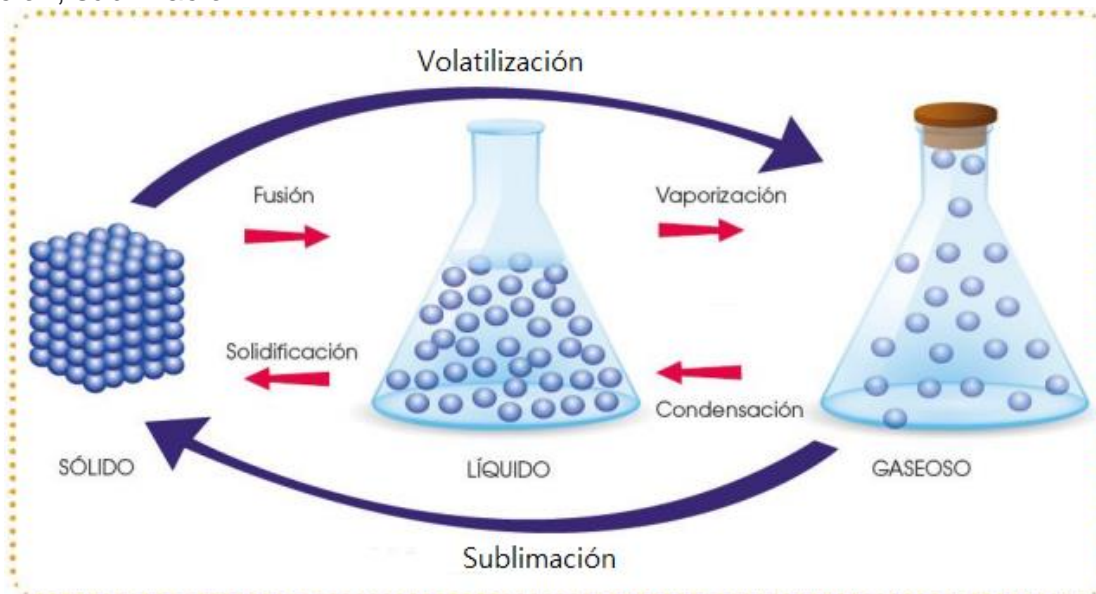 Volatilización
Fusión
Vaporización
Solidificación
Condensación
SÓLIDO
LÍQUIDO
GASEOSO
Sublimación